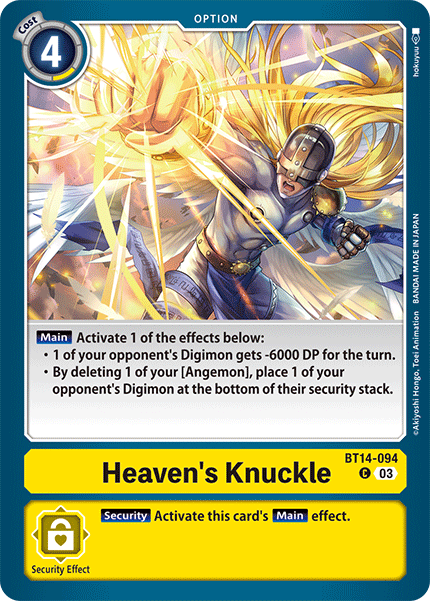 OPTION
Cost
4
hokuyuu
©Akiyoshi Hongo, Toei Animation BANDAI MADE IN JAPAN
Main Activate 1 of the effects below:
・1 of your opponent's Digimon gets -6000 DP for the turn.
・By deleting 1 of your [Angemon], place 1 of your
opponent's Digimon at the bottom of their security stack.
BT14-094
Heaven's Knuckle
C 03
Security Activate this card's Main effect.
Security Effect